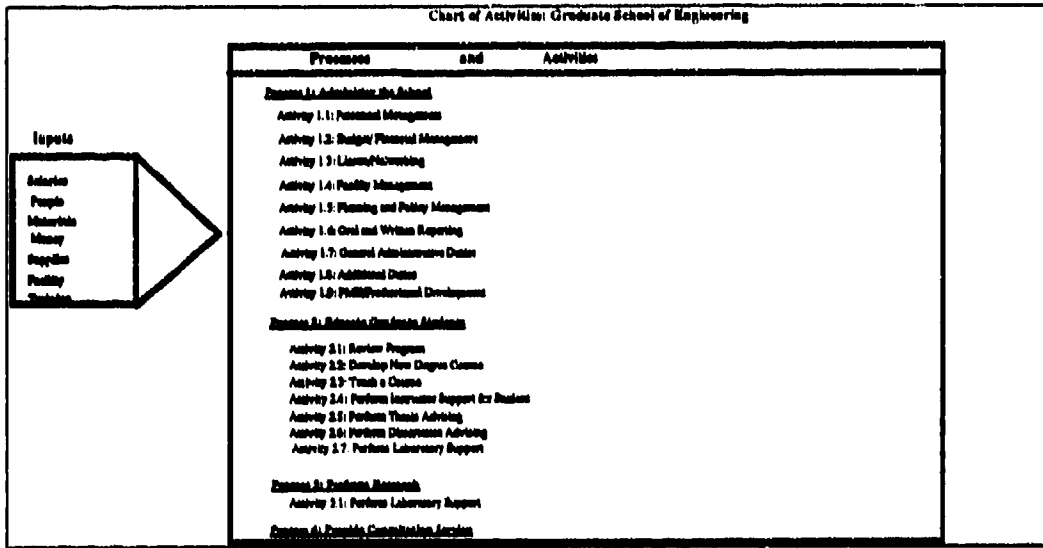 Chart of Activities: Graduate School of Engineering
Processes and Activities
Process 1: Administer the School
Activity 1.1: Personnel Management
Activity 1.2: Budget/ Financial Management
Activity 1.3: Liason/Networking
Activity 1.4: Facility Management
Activity 1.5: Planning and Policy Management
Activity 1.6: Oral and Written Reporting
Activity 1.7: General Administrative Duties
Activity 1.8: Additional Duties
Activity 1.9: Professional Development
Inputs
Salaries
People
Materials
Money
Supplies
Facility
Training
Process 2: Educate Graduate Students
Activity 2.1: Review Program
Activity 2.2: Develop New Degree Course
Activity 2.3: Teach a Course
Activity 2.4: Perform Instructor Support for Student
Activity 2.5: Perform Thesis Advising
Activity 2.6: Perform Dissertation Advising
Activity 2.7: Perform Laboratory Support
Process 3: Perform Research
Activity 3.1: Perform Laboratory Support
Process 4: Provide Consultation Service